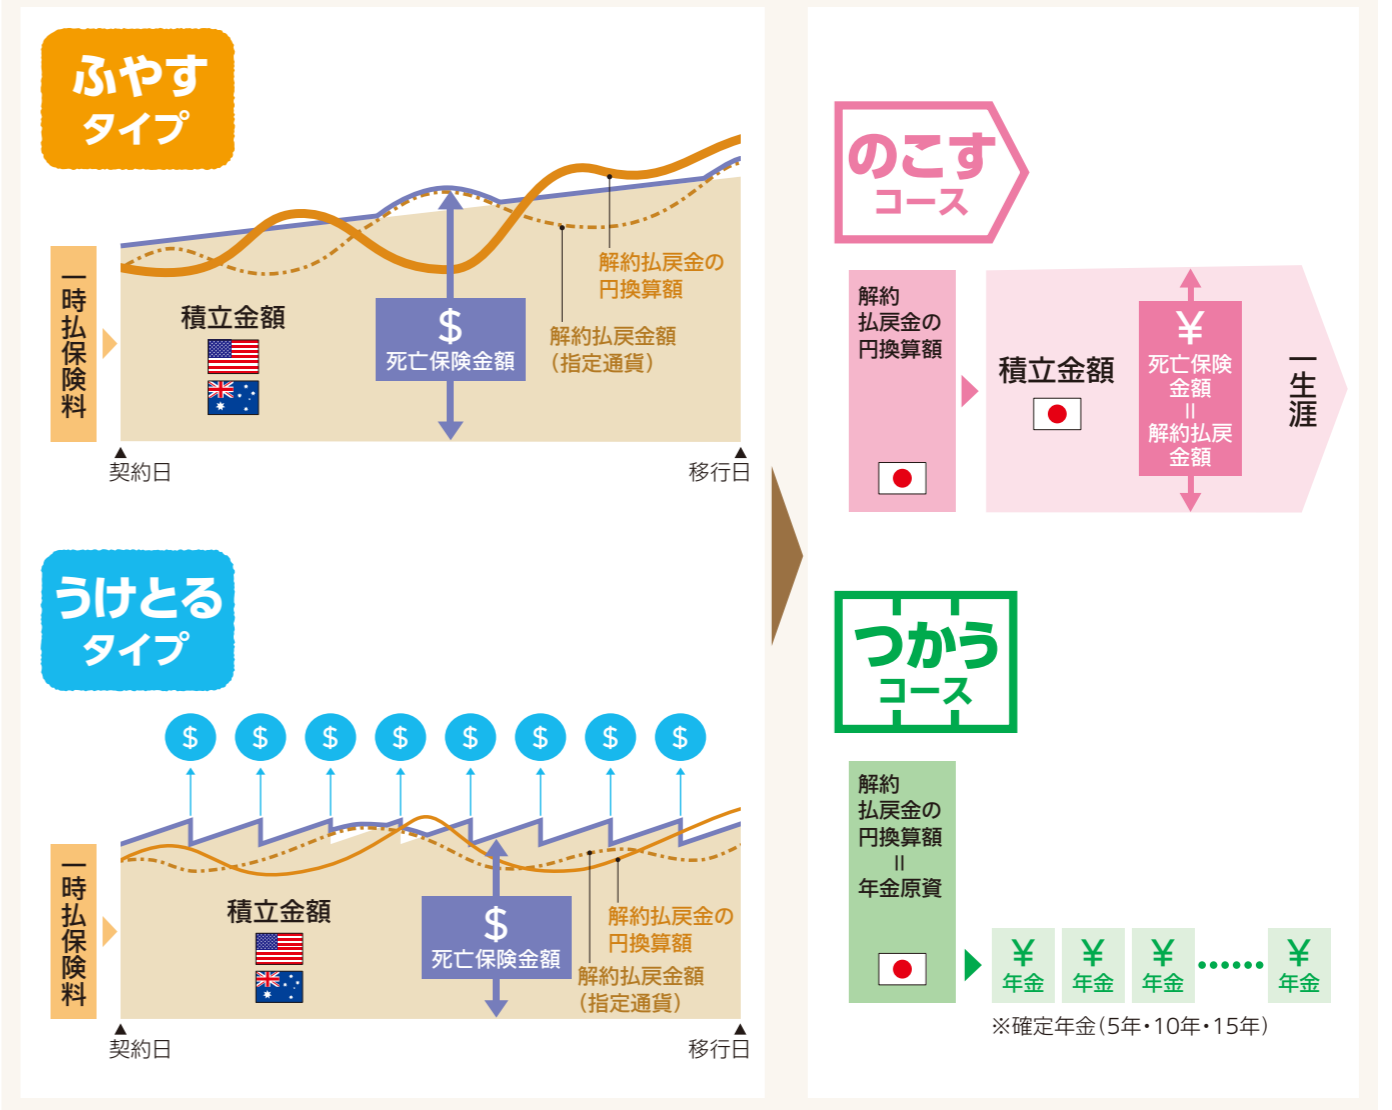 ふやす
タイプ
一時払保険料
積立金額
$
死亡保険金額
解約払戻金の
円換算額
解約払戻金額
（指定通貨）
▲
契約日
▲
移行日
うけとる
タイプ
$ $ $ $ $ $ $ $
一時払保険料
積立金額
$
死亡保険金額
解約払戻金の
円換算額
解約払戻金額
（指定通貨）
▲
契約日
▲
移行日
のこす
コース
解約
払戻金の
円換算額
積立金額
¥
死亡保険
金額
=
解約払戻
金額
一生涯
つかう
コース
解約
払戻金の
円換算額
=
年金原資
¥ ¥ ¥ ¥
年金 年金 年金 …… 年金
※確定年金（5年・10年・15年）